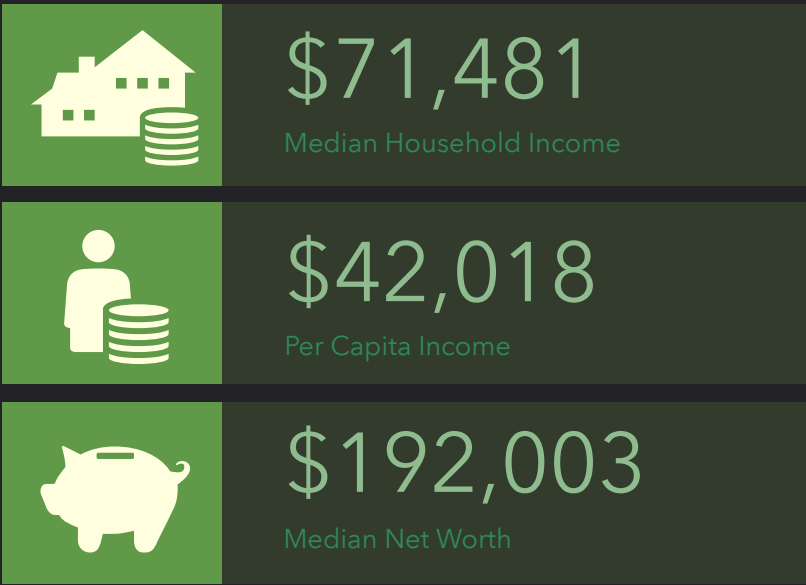 $71,481
Median Household Income
$42,018
Per Capita Income
$192,003
Median Net Worth